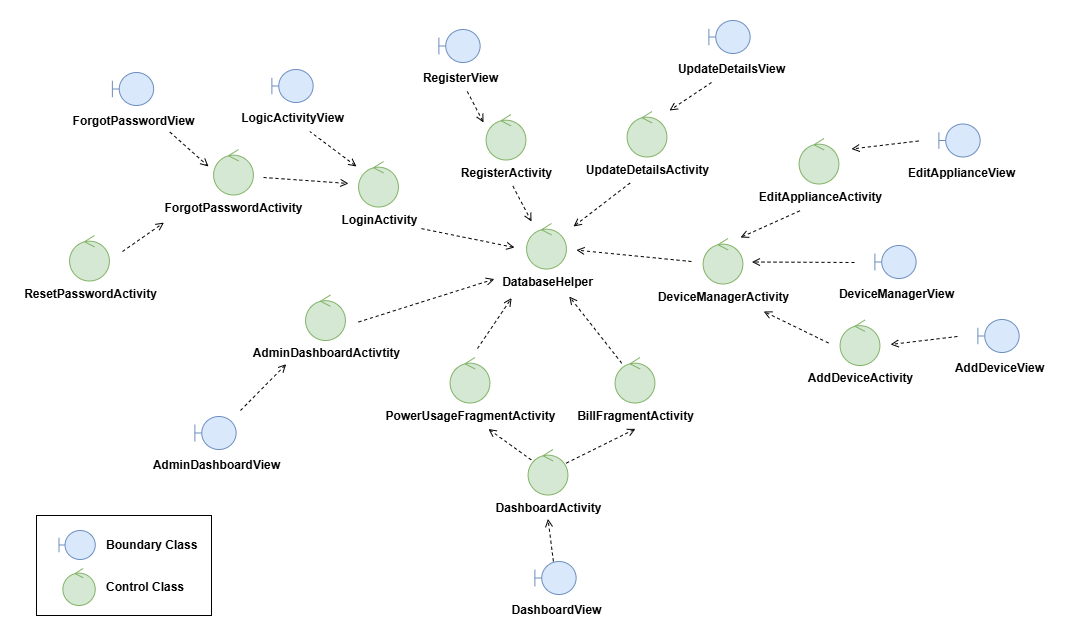 RegisterView
UpdateDetailsView
ForgotPasswordView
LogicActivityView
RegisterActivity
UpdateDetailsActivity
EditApplianceView
EditApplianceActivity
ForgotPasswordActivity
LoginActivity
DatabaseHelper
ResetPasswordActivity
DeviceManagerActivity
DeviceManagerView
AdminDashboardActivtity
AddDeviceActivity
AddDeviceView
PowerUsageFragmentActivity
BillFragmentActivity
AdminDashboardView
DashboardActivity
Boundary Class
Control Class
DashboardView